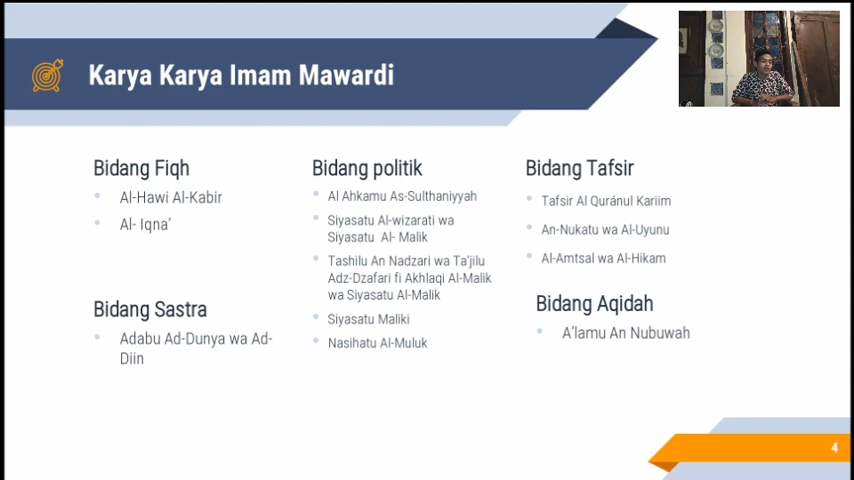 Karya Karya Imam Mawardi
Bidang Fiqh
Al-Hawi Al-Kabir
Al- Iqna’
Bidang Sastra
Adabu Ad-Dunya wa Ad-
Diin
Bidang politik
Al Ahkamu As-Sulthaniyyah
Siyasatu Al-wizarati wa
Siyasatu Al- Malik
Tashilu An Nadzari wa Ta’jilu
Adz-Dzafari fi Akhlaqi Al-Malik
wa Siyasatu Al-Malik
Siyasatu Maliki
Nasihatu Al-Muluk
Bidang Tafsir
Tafsir Al Quránul Kariim
An-Nukatu wa Al-Uyunu
Al-Amtsal wa Al-Hikam
Bidang Aqidah
A’lamu An Nubuwah
4